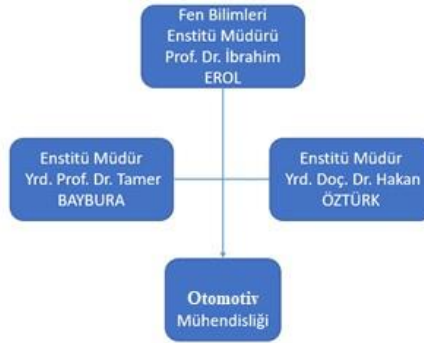 Fen Bilimleri
Enstitü Müdürü
Prof. Dr. İbrahim
EROL
Enstitü Müdür
Yrd. Prof. Dr. Tamer
BAYBURA
Enstitü Müdür
Yrd. Doç. Dr. Hakan
ÖZTÜRK
Otomotiv
Mühendisliği